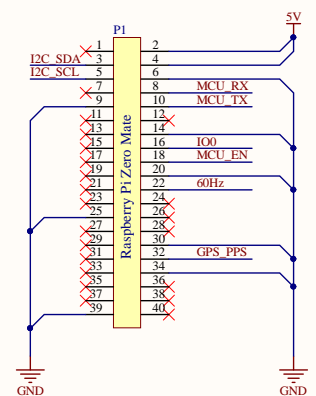 P1
5V
1 2
I2C_SDA 3 4
I2C_SCL 5 6
7 8 MCU_RX
9 10 MCU_TX
11 12
13 14
15 16 IO0
17 18 MCU_EN
19 20
21 22 60Hz
23 24
25 26
27 28
29 30
31 32 GPS_PPS
33 34
35 36
37 38
39 40
Raspberry Pi Zero Mate
GND GND